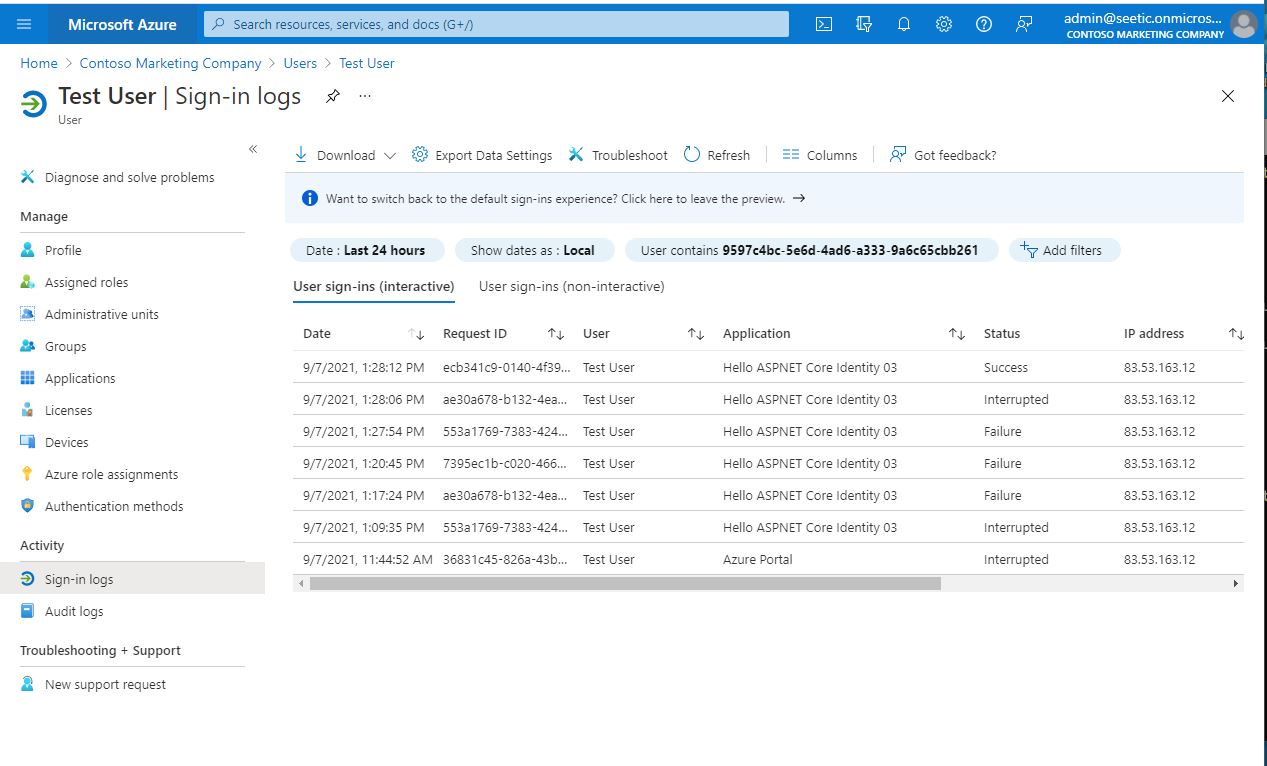 Microsoft Azure
Search resources, services, and docs (G+/)
admin@seetic.onmicros...
CONTOSO MARKETING COMPANY
Home > Contoso Marketing Company > Users > Test User
Test User | Sign-in logs
User
Download Export Data Settings Troubleshoot Refresh Columns Got feedback?
Want to switch back to the default sign-ins experience? Click here to leave the preview.
Date : Last 24 hours Show dates as : Local User contains 9597c4bc-5e6d-4ad6-a333-9a6c65cbb261 Add filters
User sign-ins (interactive) User sign-ins (non-interactive)
Date Request ID User Application Status IP address
9/7/2021, 1:28:12 PM ecb341c9-0140-4f39... Test User Hello ASPNET Core Identity 03 Success 83.53.163.12
9/7/2021, 1:28:06 PM ae30a678-b132-4ea... Test User Hello ASPNET Core Identity 03 Interrupted 83.53.163.12
9/7/2021, 1:27:54 PM 553a1769-7383-424... Test User Hello ASPNET Core Identity 03 Failure 83.53.163.12
9/7/2021, 1:20:45 PM 7395ec1b-c020-466... Test User Hello ASPNET Core Identity 03 Failure 83.53.163.12
9/7/2021, 1:17:24 PM ae30a678-b132-4ea... Test User Hello ASPNET Core Identity 03 Failure 83.53.163.12
9/7/2021, 1:09:35 PM 553a1769-7383-424... Test User Hello ASPNET Core Identity 03 Interrupted 83.53.163.12
9/7/2021, 11:44:52 AM 36831c45-826a-43b... Test User Azure Portal Interrupted 83.53.163.12
Diagnose and solve problems
Manage
Profile
Assigned roles
Administrative units
Groups
Applications
Licenses
Devices
Azure role assignments
Authentication methods
Activity
Sign-in logs
Audit logs
Troubleshooting + Support
New support request